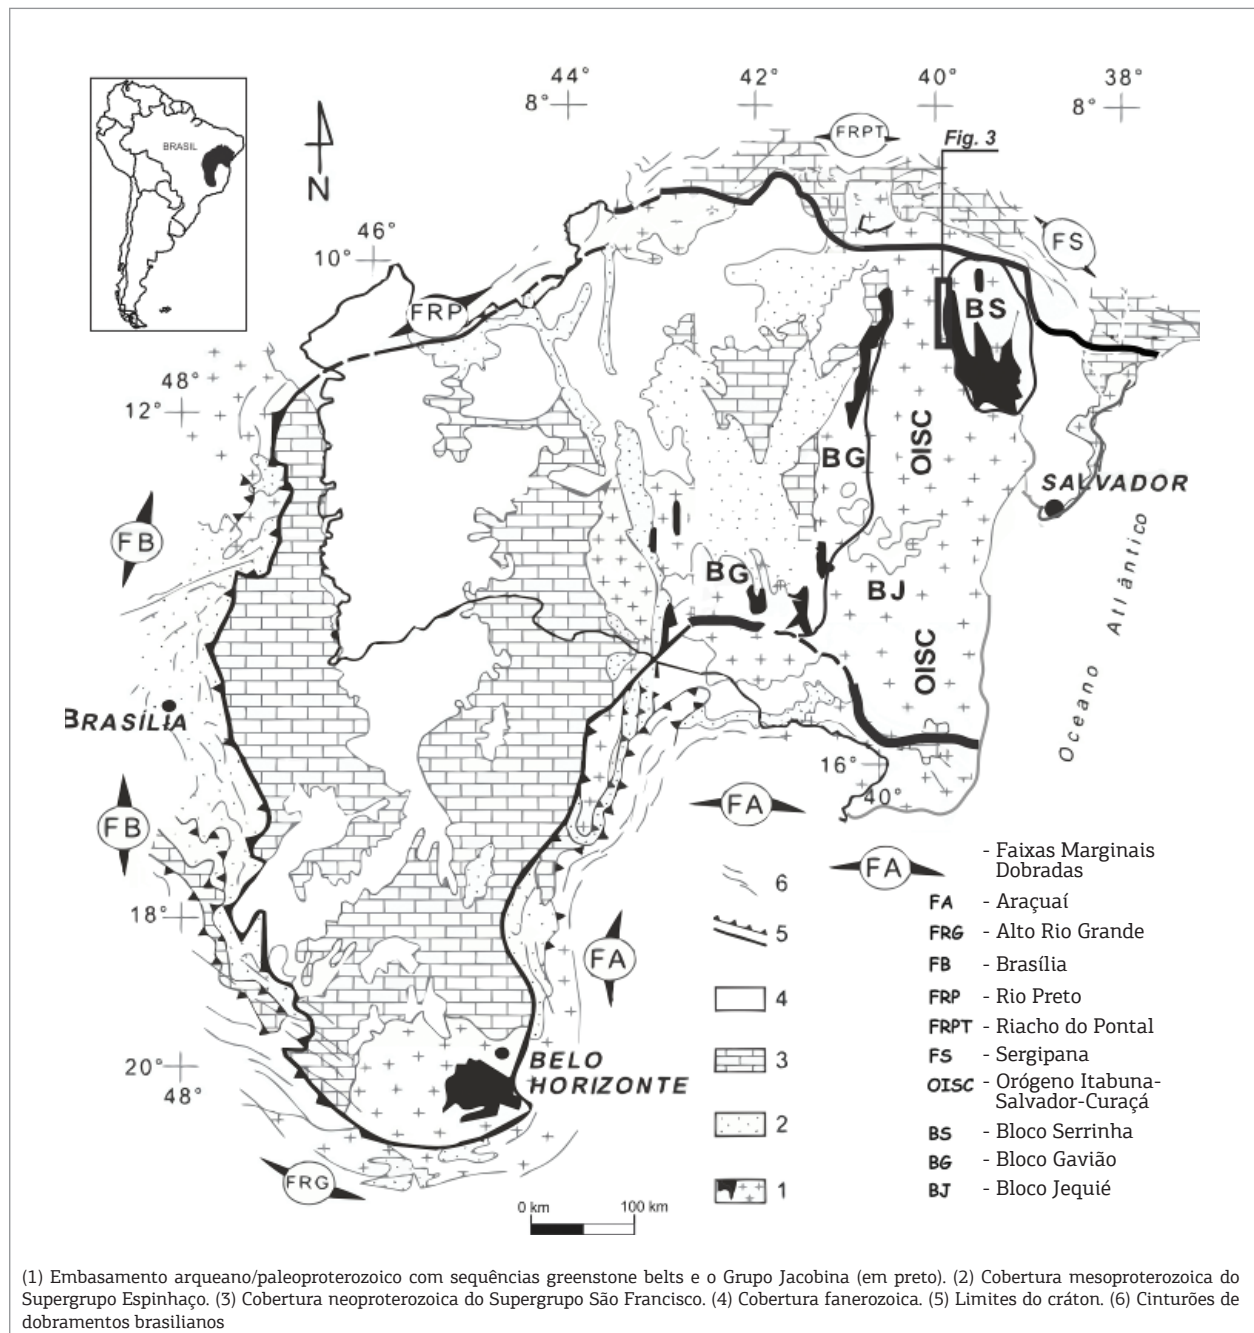 44°
42°
40°
38°
8°
8°
BRASIL
N
FRPT
Fig. 3
FS
46°
10°
FRP
BS
48°
12°
BG
OISC
SALVADOR
FB
BG
BJ
Oceano Atlântico
OISC
BRASÍLIA
16°
40°
FA
FB
6
5
4
3
2
1
FA
- Faixas Marginais
Dobradas
FA - Araçuaí
FRG - Alto Rio Grande
FB - Brasília
FRP - Rio Preto
FRPT - Riacho do Pontal
FS - Sergipana
OISC - Orógeno Itabuna-
Salvador-Curaçá
BS - Bloco Serrinha
BG - Bloco Gavião
BJ - Bloco Jequié
18°
FA
20°
48°
BELO
HORIZONTE
FRG
0 km 100 km
(1) Embasamento arqueano/paleoproterozoico com sequências greenstone belts e o Grupo Jacobina (em preto). (2) Cobertura mesoproterozoica do
Supergrupo Espinhaço. (3) Cobertura neoproterozoica do Supergrupo São Francisco. (4) Cobertura fanerozoica. (5) Limites do cráton. (6) Cinturões de
dobramentos brasilianos